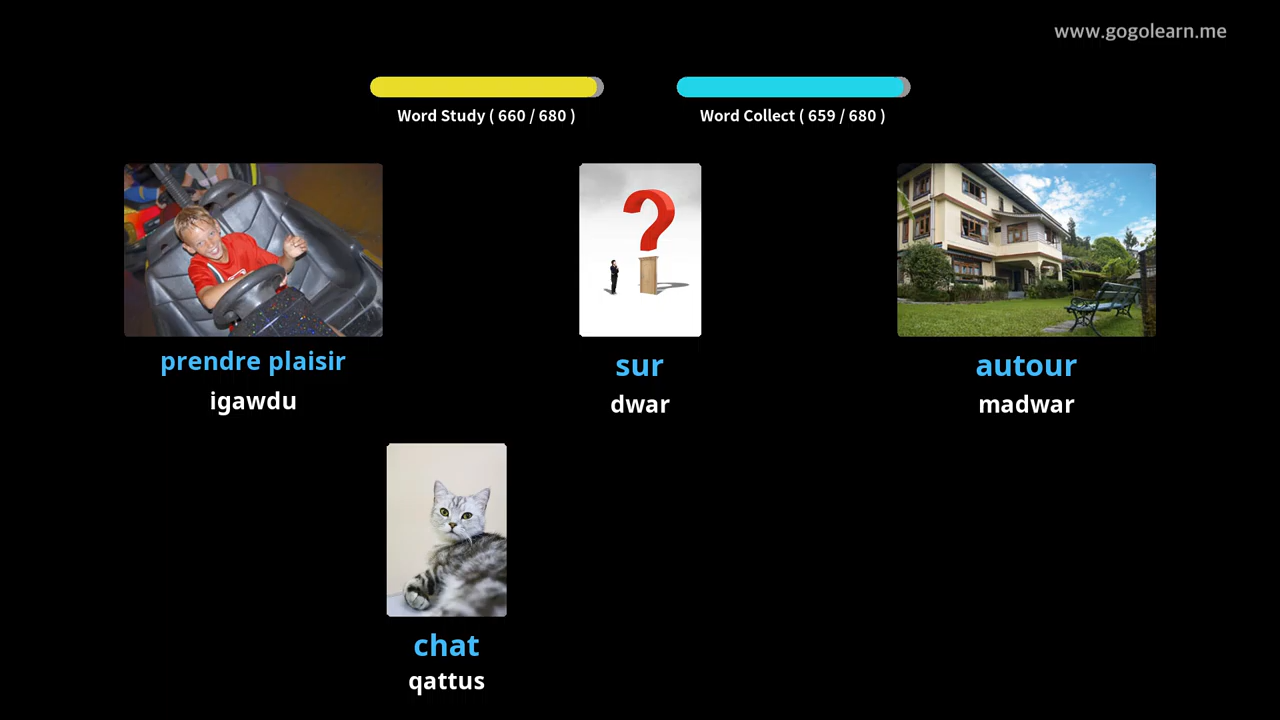 www.gogolearn.me
Word Study ( 660 / 680 )
Word Collect ( 659 / 680 )
prendre plaisir
igawdu
sur
dwar
autour
madwar
chat
qattus